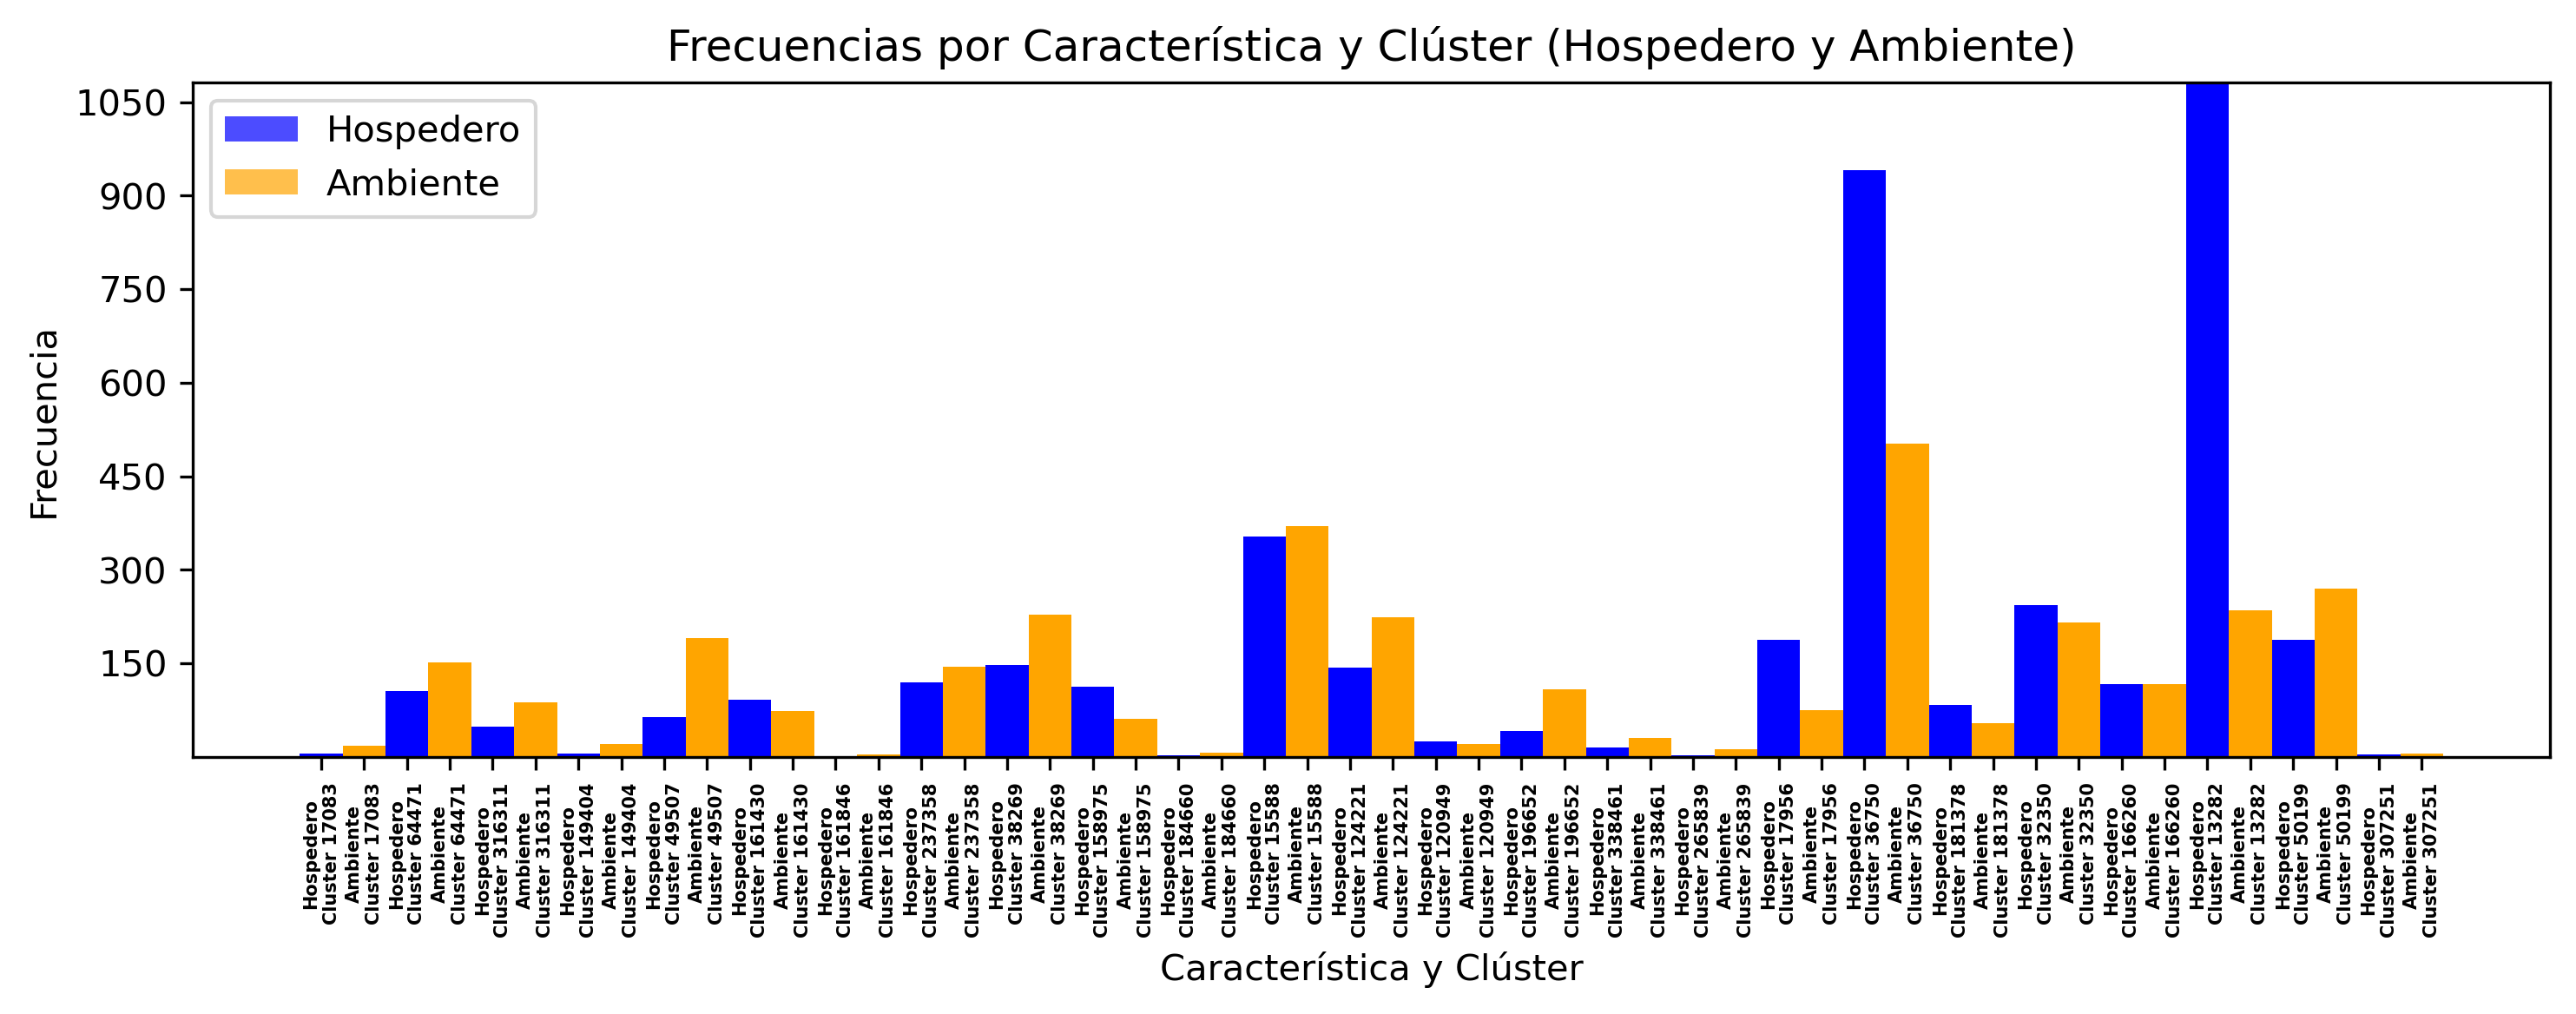 Frecuencias por Característica y Clúster (Hospedero y Ambiente)
Hospedero
Ambiente
1050
900
750
600
450
300
150
Frecuencia
Hospedero
Cluster 17083
Ambiente
Cluster 17083
Hospedero
Cluster 64471
Ambiente
Cluster 64471
Hospedero
Cluster 316311
Ambiente
Cluster 316311
Hospedero
Cluster 149404
Ambiente
Cluster 149404
Hospedero
Cluster 49507
Ambiente
Cluster 49507
Hospedero
Cluster 161430
Ambiente
Cluster 161430
Hospedero
Cluster 161846
Ambiente
Cluster 161846
Hospedero
Cluster 237358
Ambiente
Cluster 237358
Hospedero
Cluster 38269
Ambiente
Cluster 38269
Hospedero
Cluster 158975
Ambiente
Cluster 158975
Hospedero
Cluster 184660
Ambiente
Cluster 184660
Hospedero
Cluster 15588
Ambiente
Cluster 15588
Hospedero
Cluster 124221
Ambiente
Cluster 124221
Hospedero
Cluster 120949
Ambiente
Cluster 120949
Hospedero
Cluster 196652
Ambiente
Cluster 196652
Hospedero
Cluster 338461
Ambiente
Cluster 338461
Hospedero
Cluster 265839
Ambiente
Cluster 265839
Hospedero
Cluster 17956
Ambiente
Cluster 17956
Hospedero
Cluster 36750
Ambiente
Cluster 36750
Hospedero
Cluster 181378
Ambiente
Cluster 181378
Hospedero
Cluster 32350
Ambiente
Cluster 32350
Hospedero
Cluster 166260
Ambiente
Cluster 166260
Hospedero
Cluster 13282
Ambiente
Cluster 13282
Hospedero
Cluster 50199
Ambiente
Cluster 50199
Hospedero
Cluster 307251
Ambiente
Cluster 307251
Característica y Clúster